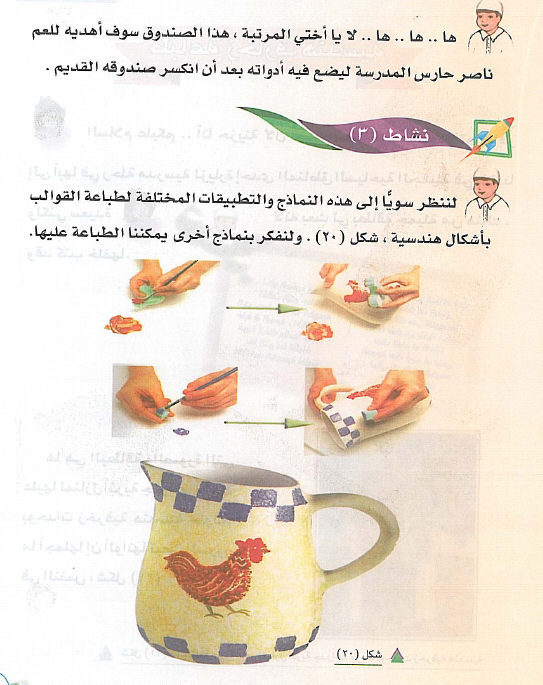 ها .. ها .. ها .. لا يا أختي المرتبة ، هذا الصندوق سوف أهديه للعم
ناصر حارس المدرسة ليضع فيه أدواته بعد أن انكسر صندوقه القديم .
نشاط (٣)
لننظر سويًّا إلى هذه النماذج والتطبيقات المختلفة لطباعة القوالب
بأشكال هندسية ، شكل (٢٠) . ولنفكر بنماذج أخرى يمكننا الطباعة عليها.
شكل (٢٠)